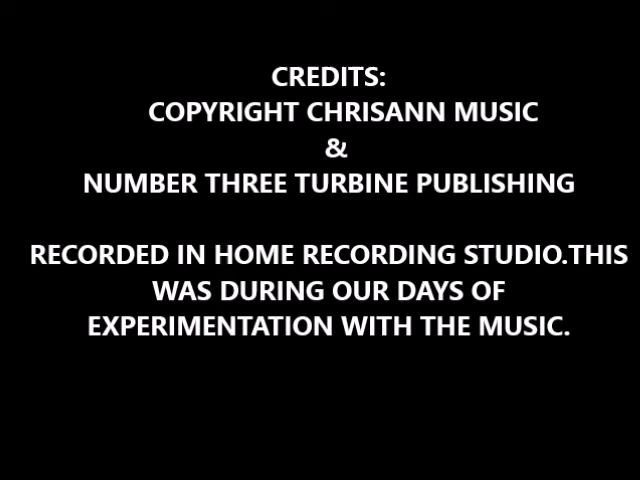 CREDITS:
COPYRIGHT CHRISANN MUSIC
&
NUMBER THREE TURBINE PUBLISHING
RECORDED IN HOME RECORDING STUDIO.THIS
WAS DURING OUR DAYS OF
EXPERIMENTATION WITH THE MUSIC.